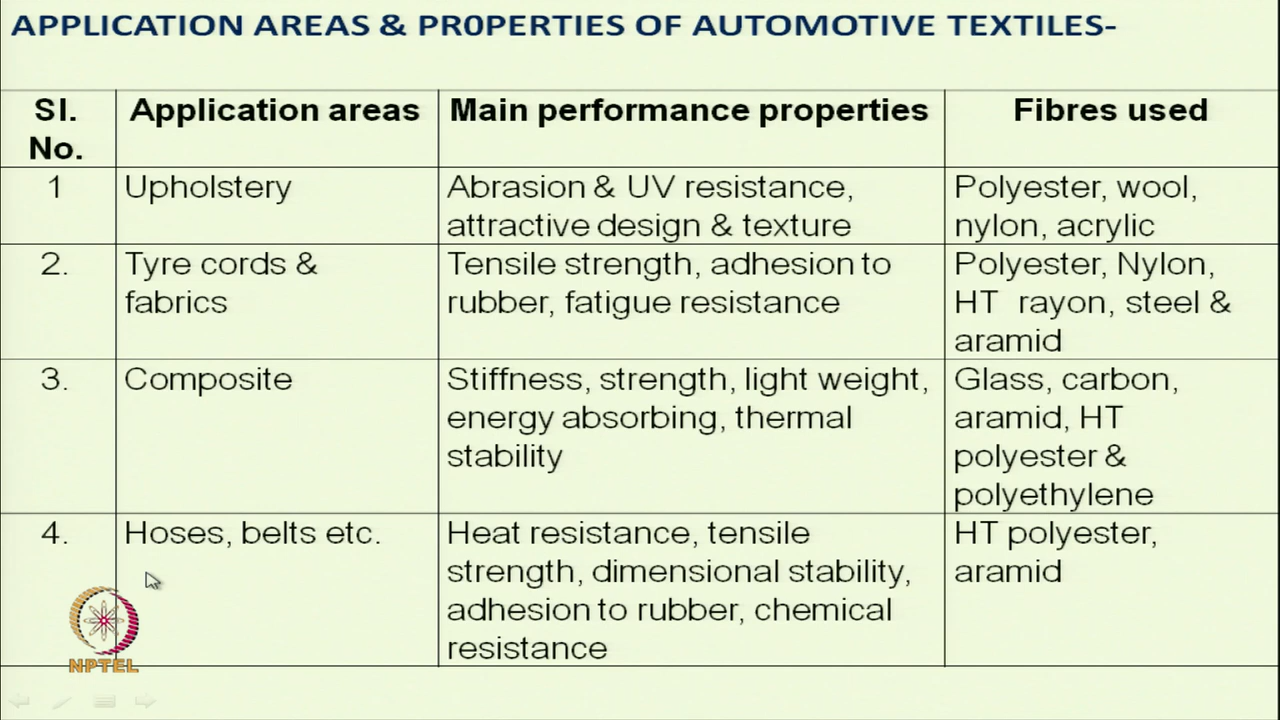 APPLICATION AREAS & PR0PERTIES OF AUTOMOTIVE TEXTILES-
Sl. No.
Application areas
Main performance properties
Fibres used
1
Upholstery
Abrasion & UV resistance,
attractive design & texture
Polyester, wool,
nylon, acrylic
2.
Tyre cords &
fabrics
Tensile strength, adhesion to
rubber, fatigue resistance
Polyester, Nylon,
HT rayon, steel &
aramid
3.
Composite
Stiffness, strength, light weight,
energy absorbing, thermal
stability
Glass, carbon,
aramid, HT
polyester &
polyethylene
4.
Hoses, belts etc.
Heat resistance, tensile
strength, dimensional stability,
adhesion to rubber, chemical
resistance
HT polyester,
aramid
NPTEL